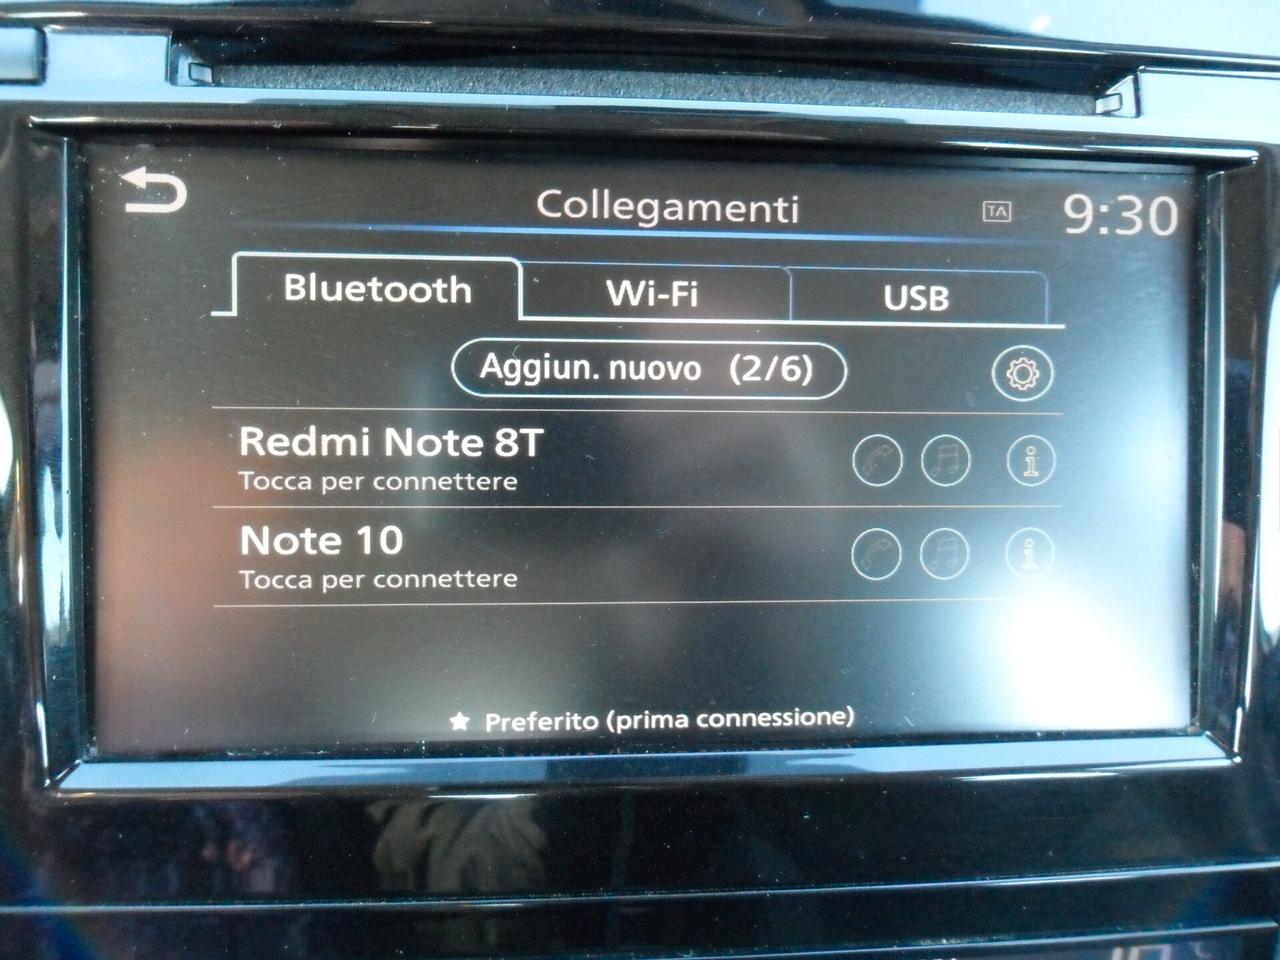 Collegamenti
TA
9:30
Bluetooth
Wi-Fi
USB
Aggiun. nuovo (2/6)
Redmi Note 8T
Tocca per connettere
Note 10
Tocca per connettere
★ Preferito (prima connessione)